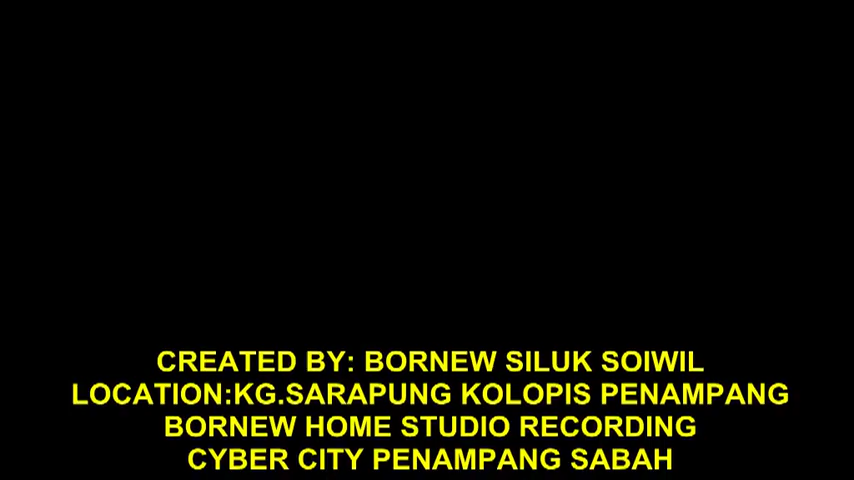 CREATED BY: BORNEW SILUK SOIWIL
LOCATION:KG.SARAPUNG KOLOPIS PENAMPANG
BORNEW HOME STUDIO RECORDING
CYBER CITY PENAMPANG SABAH